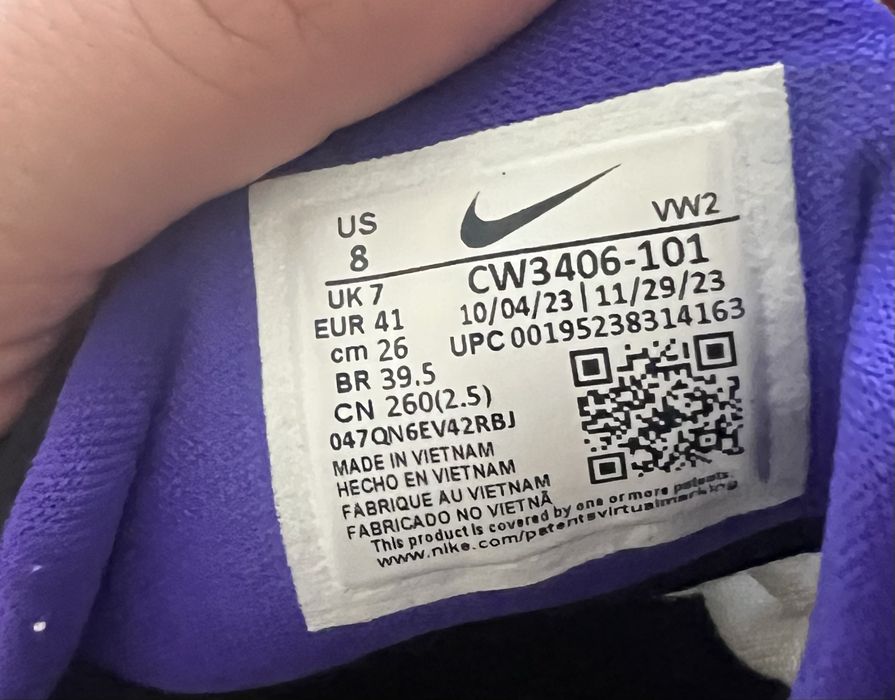 US
8
VW2
UK 7
EUR 41
cm 26
BR 39.5
CN 260(2.5)
047QN6EV42RBJ
CW3406-101
10/04/23 | 11/29/23
UPC 00195238314163
MADE IN VIETNAM
HECHO EN VIETNAM
FABRIQUE AU VIETNAM
FABRICADO NO VIETNÃ
This product is covered by one or more patents.
www.nike.com/patentsvirtualmarking